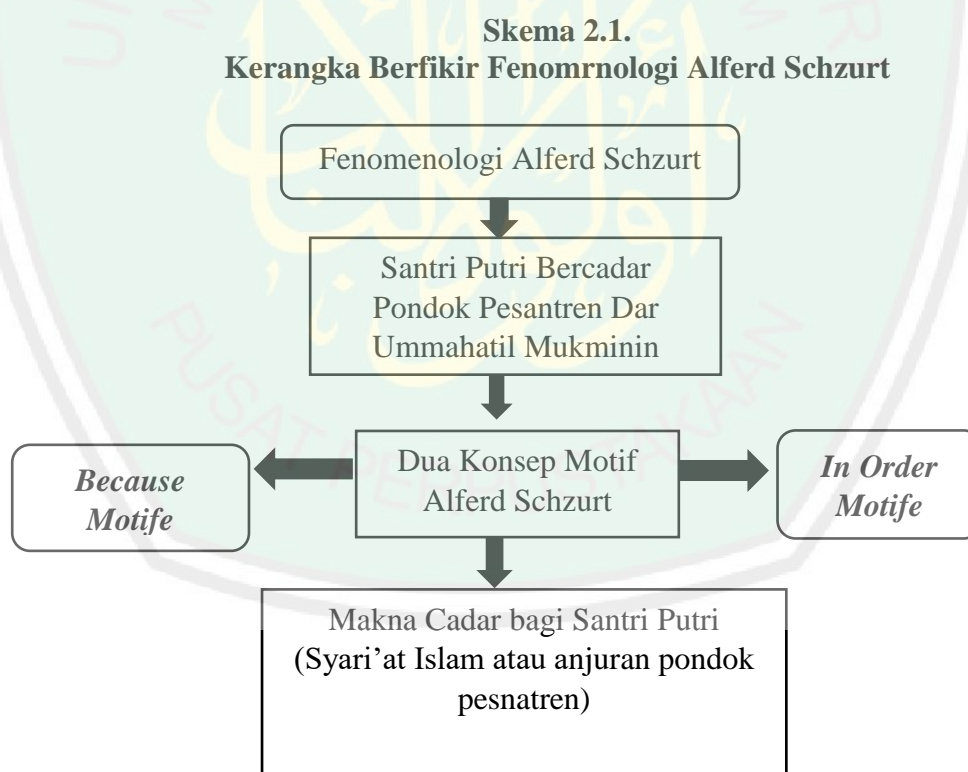 Skema 2.1.
Kerangka Berfikir Fenomrnologi Alferd Schzurt
Fenomenologi Alferd Schzurt
Santri Putri Bercadar
Pondok Pesantren Dar
Ummahatil Mukminin
Because
Motife
Dua Konsep Motif
Alferd Schzurt
In Order
Motife
Makna Cadar bagi Santri Putri
(Syari’at Islam atau anjuran pondok
pesnatren)
PUSAT PERPUSTAKAAN